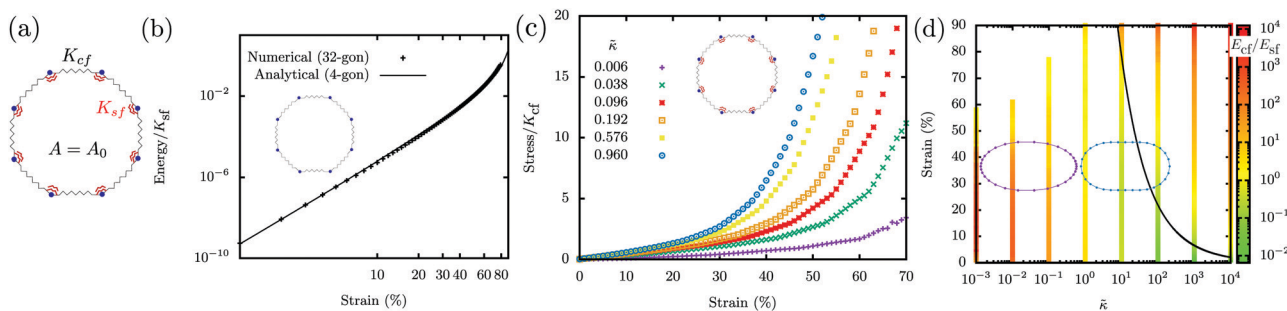 (a)
K_cf
K_sf
A = A_0
(b)
Energy/K_sf
Numerical (32-gon)
Analytical (4-gon)
10^−2
10^−6
10^−10
10 20 30 40 60 80
Strain (%)
(c)
Stress/K_cf
20
15
10
5
0
κ̃
0.006
0.038
0.096
0.192
0.576
0.960
0 10 20 30 40 50 60 70
Strain (%)
(d)
Strain (%)
90
80
70
60
50
40
30
20
10
0
10^−3 10^−2 10^−1 10^0 10^1 10^2 10^3 10^4
κ̃
E_cf/E_sf
10^4
10^3
10^2
10^1
10^0
10^−1
10^−2